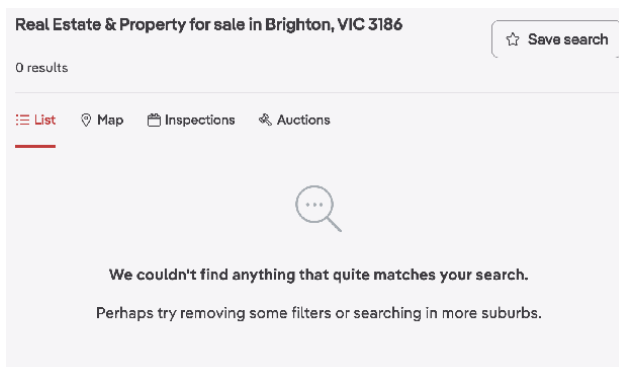 Real Estate & Property for sale in Brighton, VIC 3186
Save search
0 results
List Map Inspections Auctions
We couldn't find anything that quite matches your search.
Perhaps try removing some filters or searching in more suburbs.